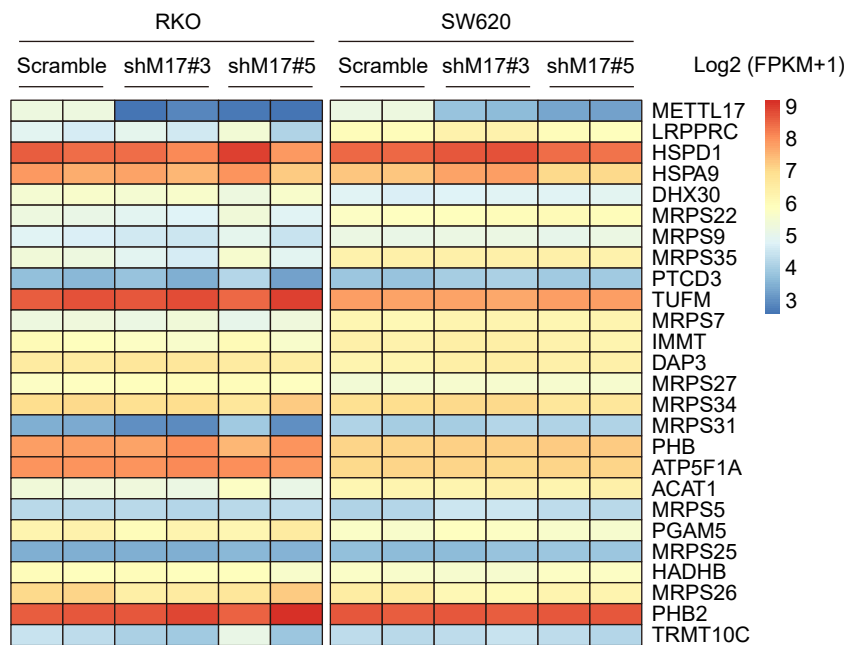 RKO SW620
Scramble shM17#3 shM17#5 Scramble shM17#3 shM17#5 Log2 (FPKM+1)
METTL17
LRPPRC
HSPD1
HSPA9
DHX30
MRPS22
MRPS9
MRPS35
PTCD3
TUFM
MRPS7
IMMT
DAP3
MRPS27
MRPS34
MRPS31
PHB
ATP5F1A
ACAT1
MRPS5
PGAM5
MRPS25
HADHB
MRPS26
PHB2
TRMT10C
9
8
7
6
5
4
3